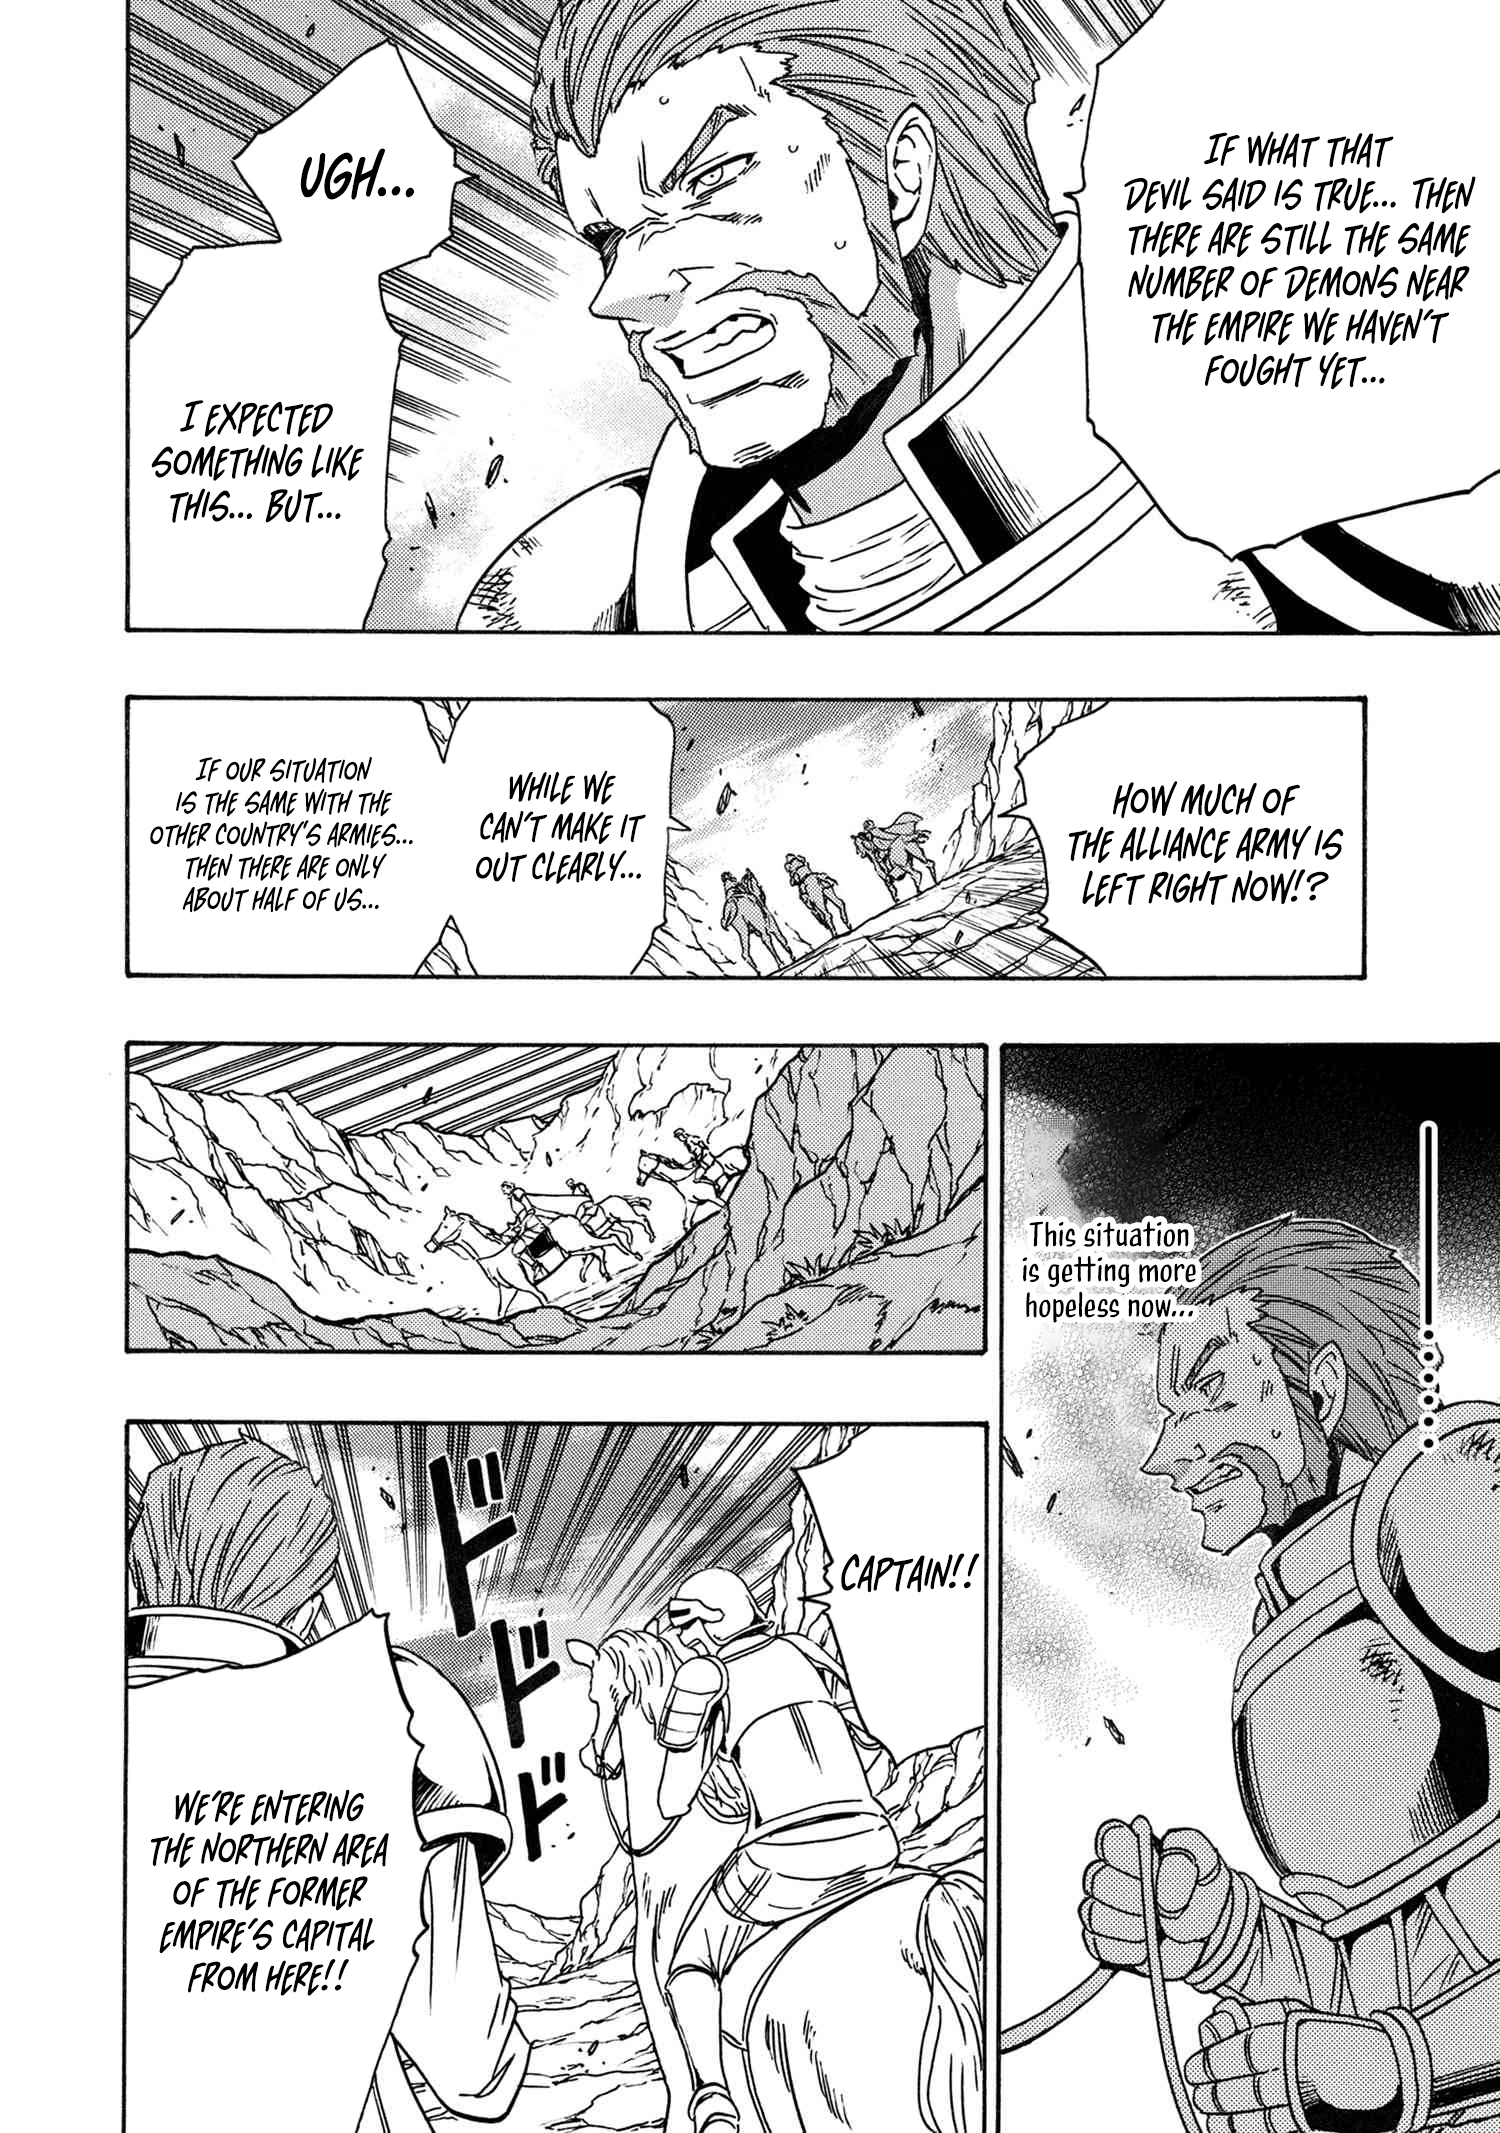 IF WHAT THAT
DEVIL SAID IS TRUE... THEN
THERE ARE STILL THE SAME
NUMBER OF DEMONS NEAR
THE EMPIRE WE HAVEN'T
FOUGHT YET...
UGH...
I EXPECTED
SOMETHING LIKE
THIS... BUT...
HOW MUCH OF
THE ALLIANCE ARMY IS
LEFT RIGHT NOW!?
WHILE WE
CAN'T MAKE IT
OUT CLEARLY...
IF OUR SITUATION
IS THE SAME WITH THE
OTHER COUNTRY'S ARMIES...
THEN THERE ARE ONLY
ABOUT HALF OF US...
This situation
is getting more
hopeless now...
CAPTAIN!!
ドドド
WE'RE ENTERING
THE NORTHERN AREA
OF THE FORMER
EMPIRE'S CAPITAL
FROM HERE!!